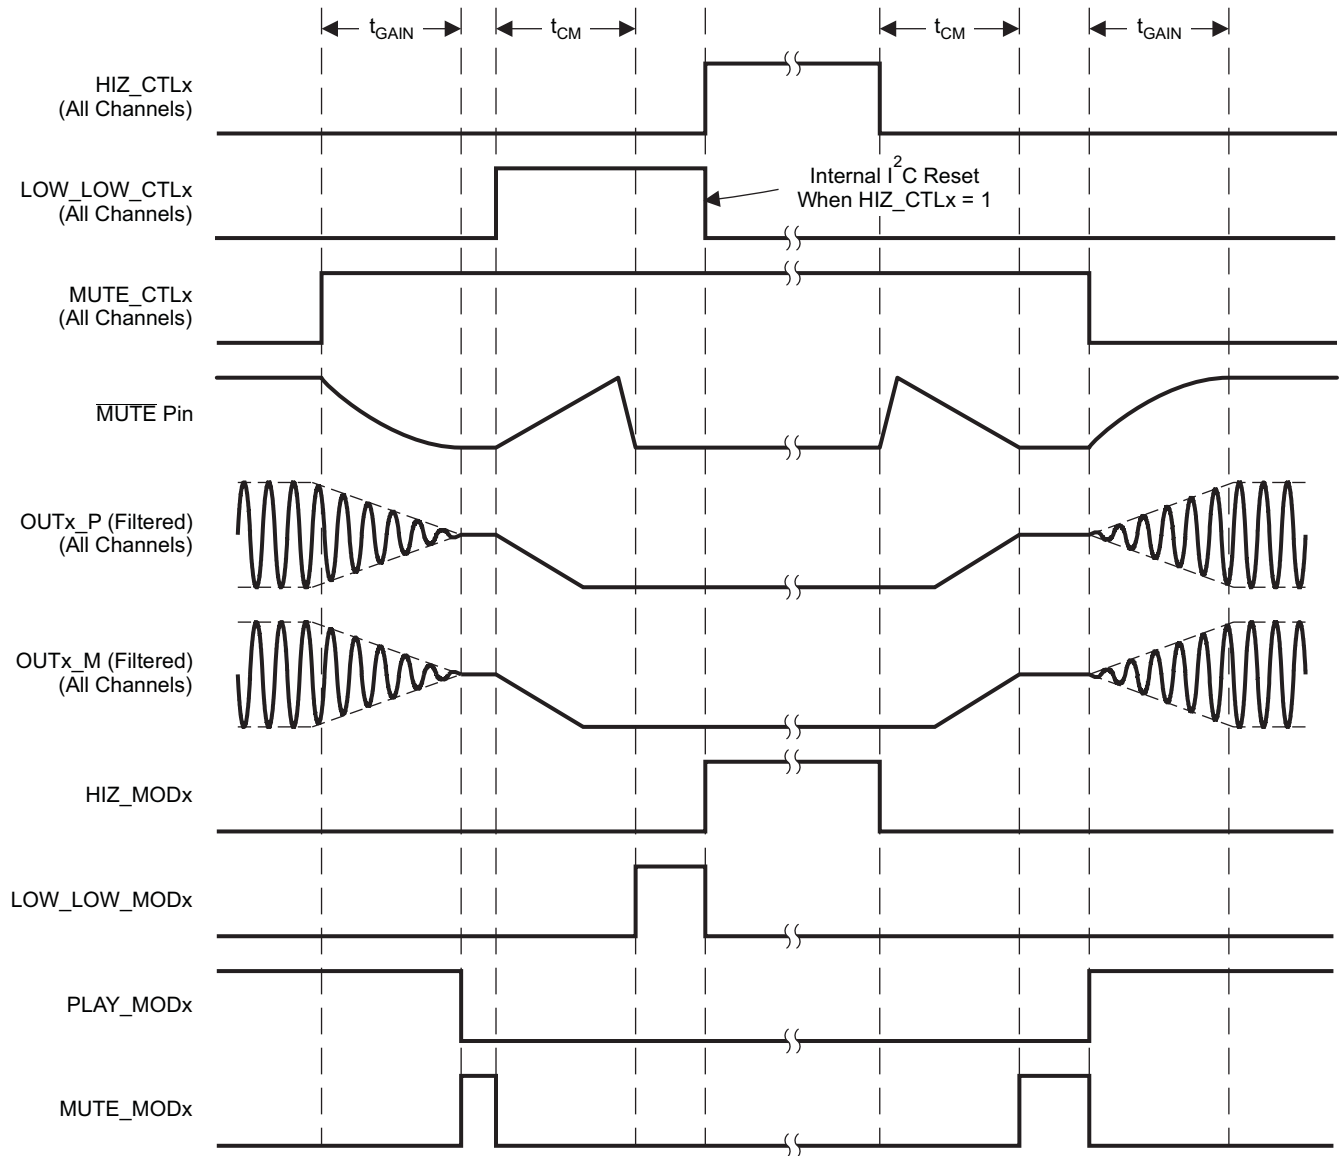 tGAIN
tCM
tCM
tGAIN
HIZ_CTLx
(All Channels)
LOW_LOW_CTLx
(All Channels)
Internal I2C Reset
When HIZ_CTLx = 1
MUTE_CTLx
(All Channels)
MUTE Pin
OUTx_P (Filtered)
(All Channels)
OUTx_M (Filtered)
(All Channels)
HIZ_MODx
LOW_LOW_MODx
PLAY_MODx
MUTE_MODx